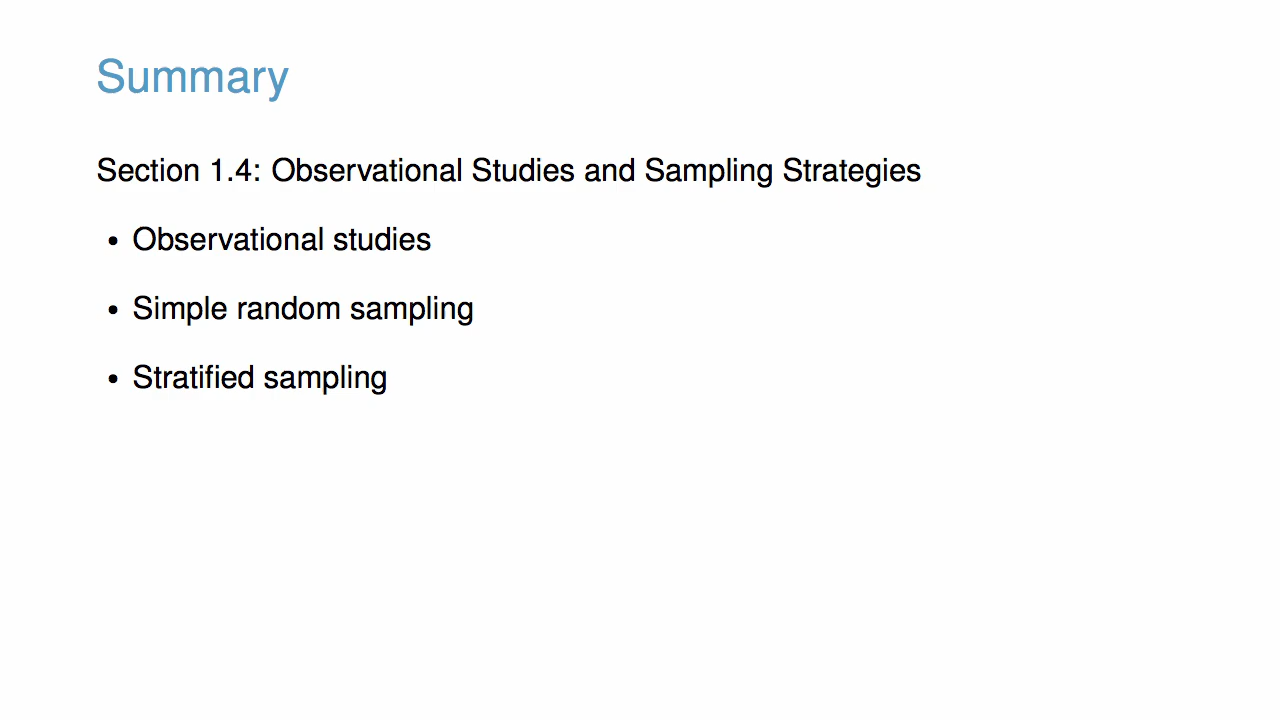 Summary
Section 1.4: Observational Studies and Sampling Strategies
• Observational studies
• Simple random sampling
• Stratified sampling